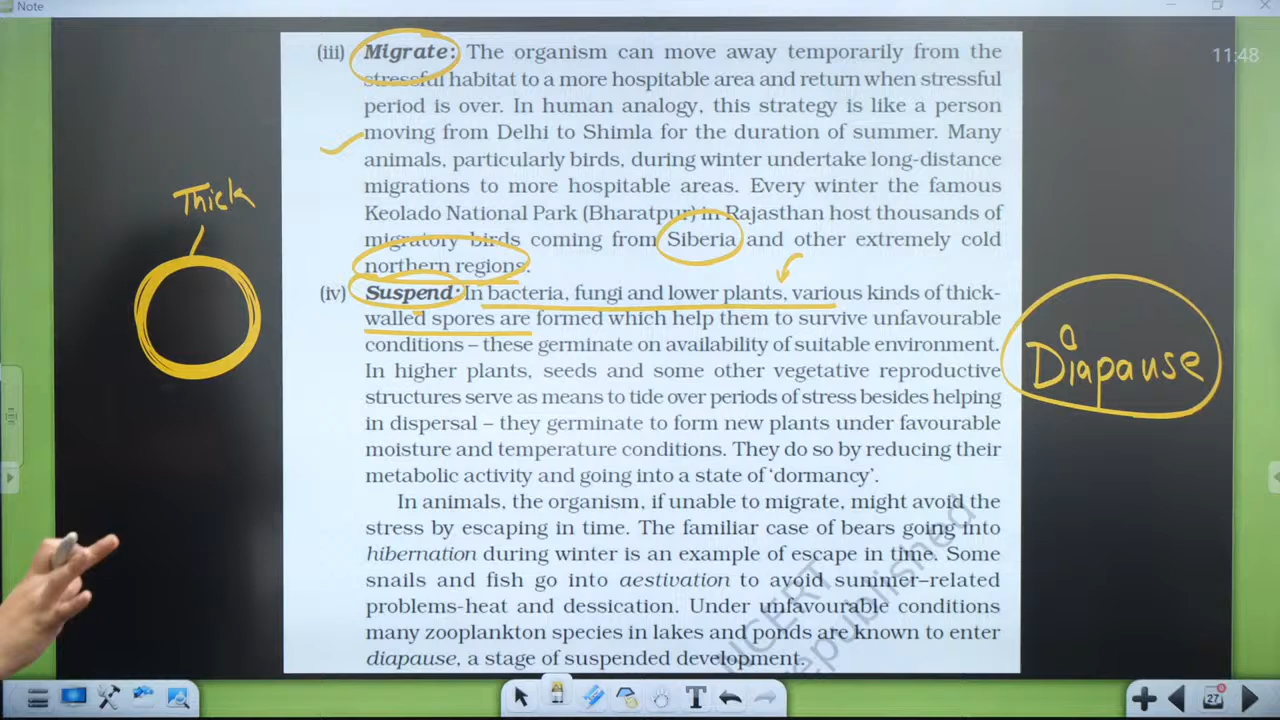 Note
11:48
(iii) Migrate: The organism can move away temporarily from the
stressful habitat to a more hospitable area and return when stressful
period is over. In human analogy, this strategy is like a person
moving from Delhi to Shimla for the duration of summer. Many
animals, particularly birds, during winter undertake long-distance
migrations to more hospitable areas. Every winter the famous
Keolado National Park (Bharatpur) in Rajasthan host thousands of
migratory birds coming from Siberia and other extremely cold
northern regions.
Thick
(iv) Suspend: In bacteria, fungi and lower plants, various kinds of thick-
walled spores are formed which help them to survive unfavourable
conditions – these germinate on availability of suitable environment.
In higher plants, seeds and some other vegetative reproductive
structures serve as means to tide over periods of stress besides helping
in dispersal – they germinate to form new plants under favourable
moisture and temperature conditions. They do so by reducing their
metabolic activity and going into a state of ‘dormancy’.
Diapause
In animals, the organism, if unable to migrate, might avoid the
stress by escaping in time. The familiar case of bears going into
hibernation during winter is an example of escape in time. Some
snails and fish go into aestivation to avoid summer–related
problems-heat and dessication. Under unfavourable conditions
many zooplankton species in lakes and ponds are known to enter
diapause, a stage of suspended development.
NCERT
republished
T
27